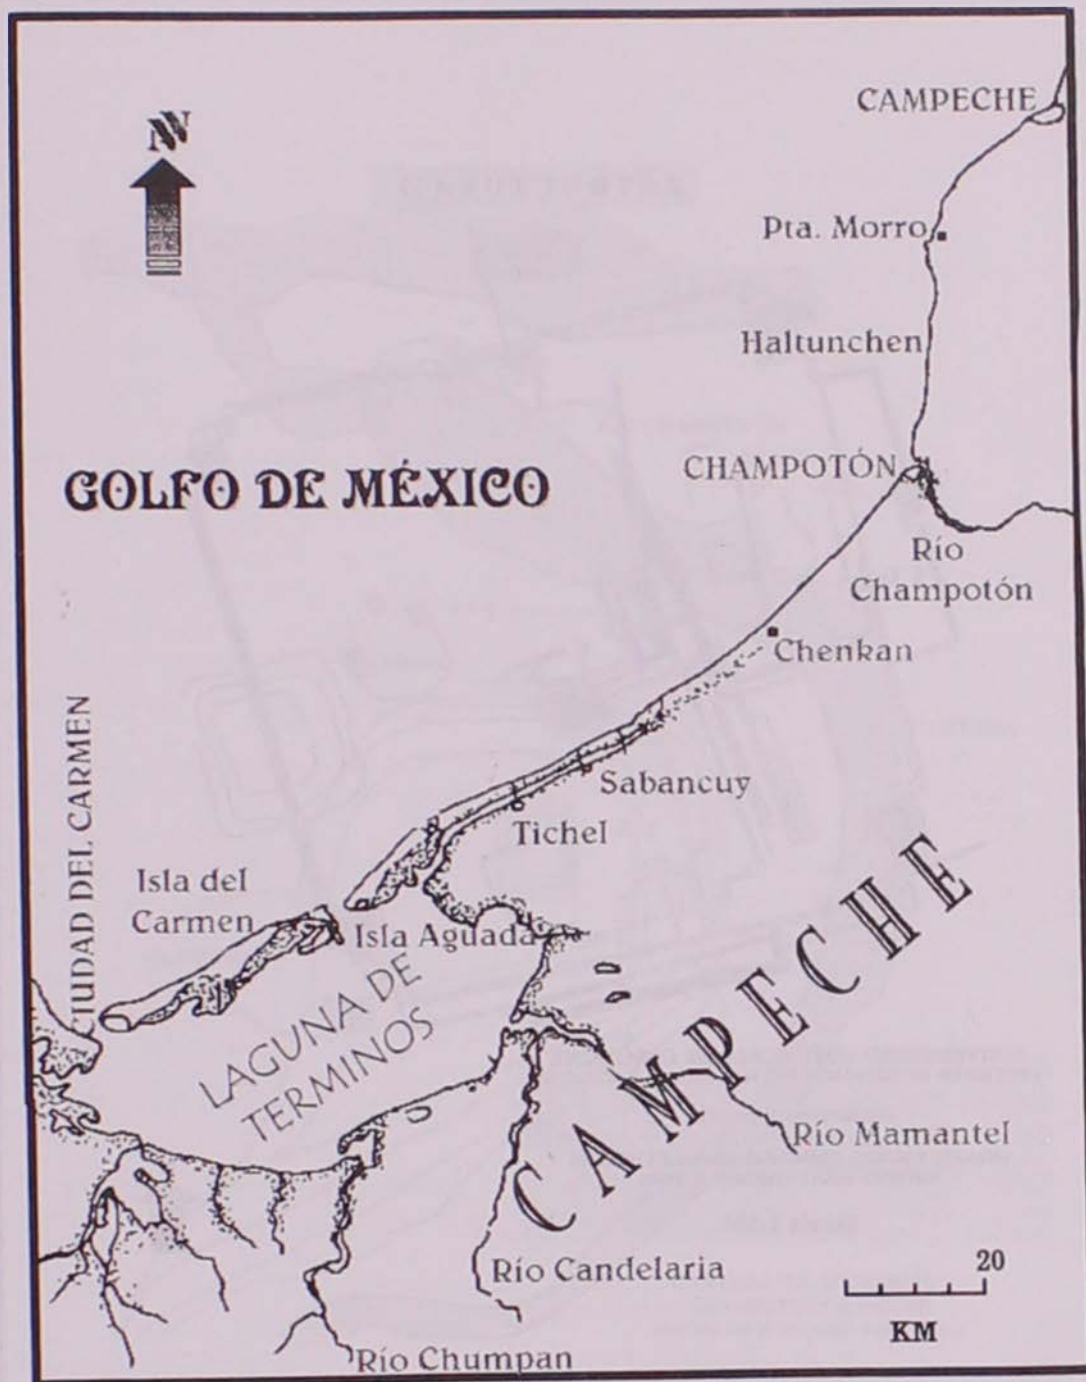 CAMPECHE
N
Pta. Morro
Haltunchen
CHAMPOTÓN
GOLFO DE MÉXICO
Río
Champotón
Chenkan
CIUDAD DEL CARMEN
Sabancuy
Tichel
Isla del
Carmen
Isla Aguada
LAGUNA DE
TERMINOS
CAMPECHE
Río Mamantel
Río Candelaria
20
KM
Río Chumpan